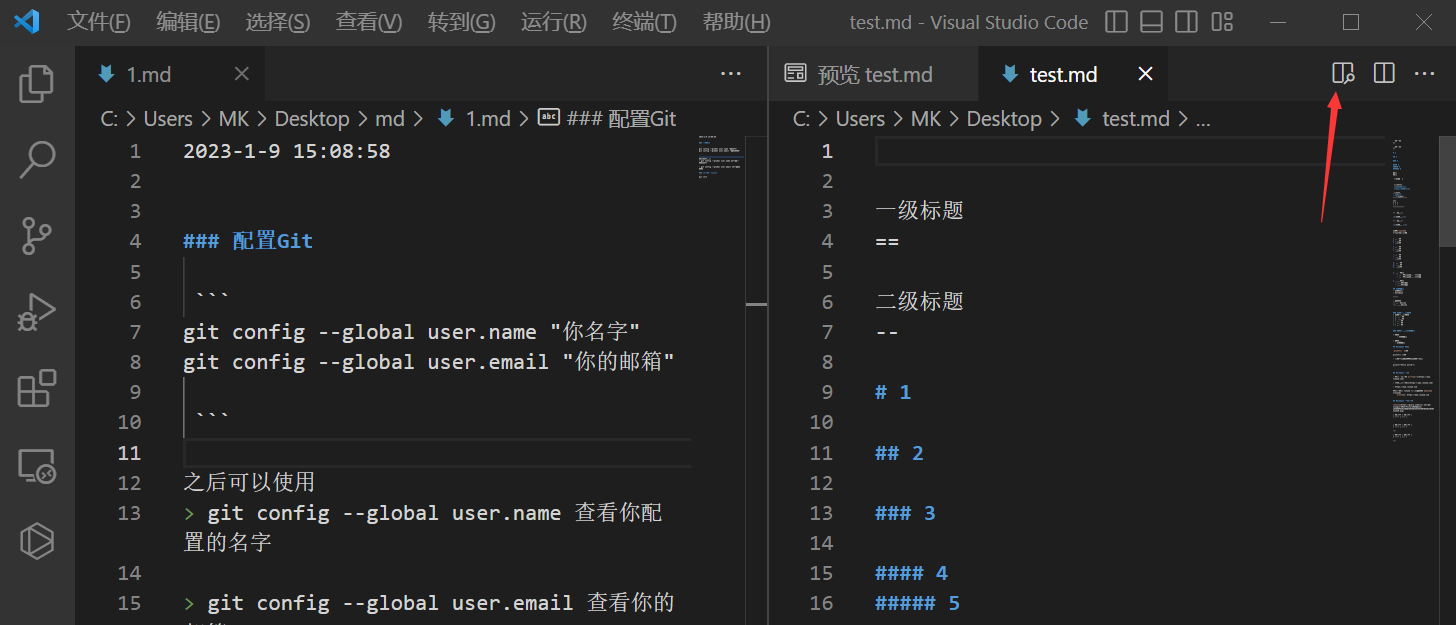 文件(F) 编辑(E) 选择(S) 查看(V) 转到(G) 运行(R) 终端(T) 帮助(H) test.md - Visual Studio Code
1.md
C: > Users > MK > Desktop > md > 1.md > ### 配置Git
1 2023-1-9 15:08:58
2
3
4 ### 配置Git
5
6 ```
7 git config --global user.name "你名字"
8 git config --global user.email "你的邮箱"
9
10 ```
11
12 之后可以使用
13 > git config --global user.name 查看你配
置的名字
14
15 > git config --global user.email 查看你的
预览 test.md test.md
C: > Users > MK > Desktop > test.md > ...
1
2
3 一级标题
4 ==
5
6 二级标题
7 --
8
9 # 1
10
11 ## 2
12
13 ### 3
14
15 #### 4
16 ##### 5